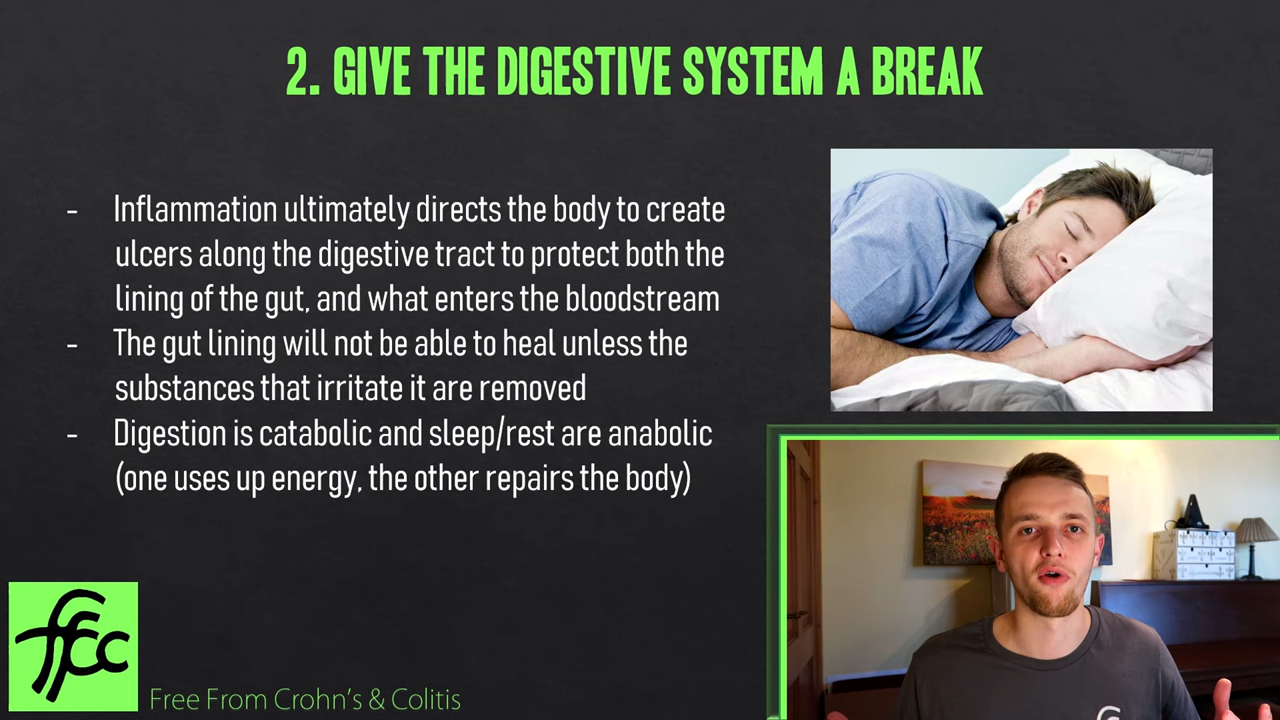 2. GIVE THE DIGESTIVE SYSTEM A BREAK
- Inflammation ultimately directs the body to create
ulcers along the digestive tract to protect both the
lining of the gut, and what enters the bloodstream
- The gut lining will not be able to heal unless the
substances that irritate it are removed
- Digestion is catabolic and sleep/rest are anabolic
(one uses up energy, the other repairs the body)
ffcc
Free From Crohn's & Colitis